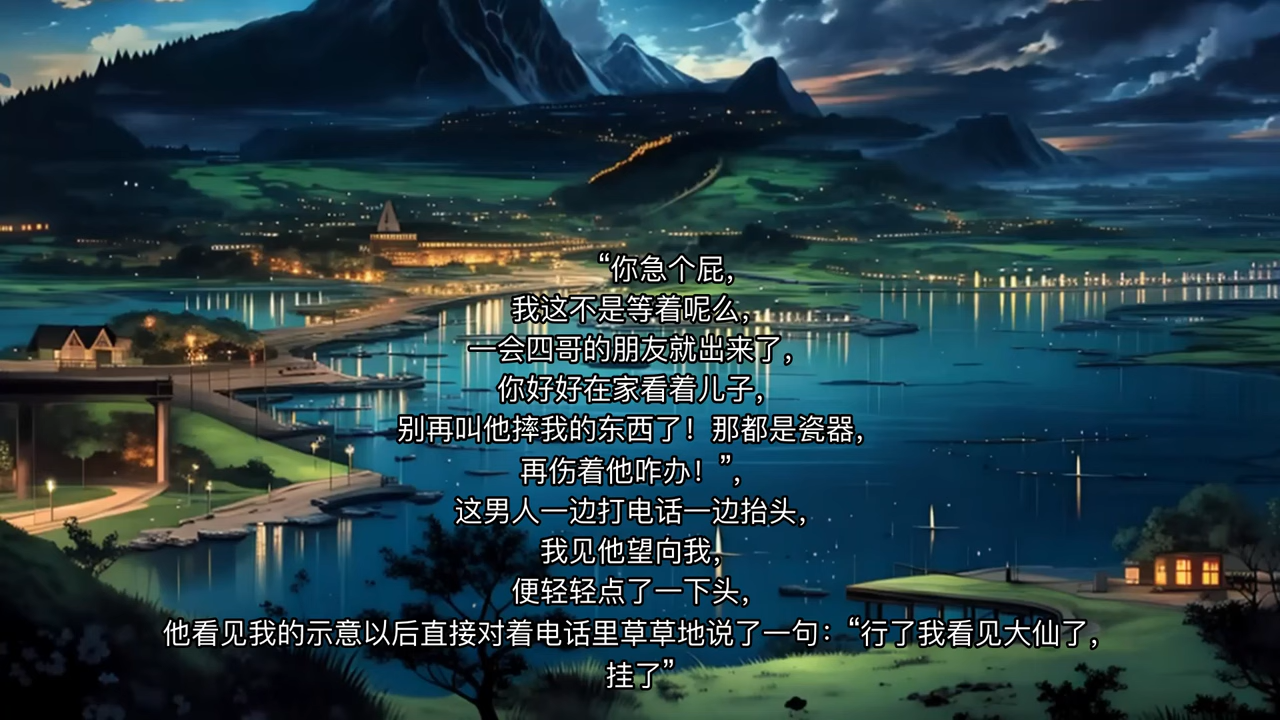 “你急个屁，
我这不是等着呢么，
一会四哥的朋友就出来了，
你好好在家看着儿子，
别再叫他摔我的东西了！那都是瓷器，
再伤着他咋办！”，
这男人一边打电话一边抬头，
我见他望向我，
便轻轻点了一下头，
他看见我的示意以后直接对着电话里草草地说了一句：“行了我看见大仙了，
挂了”